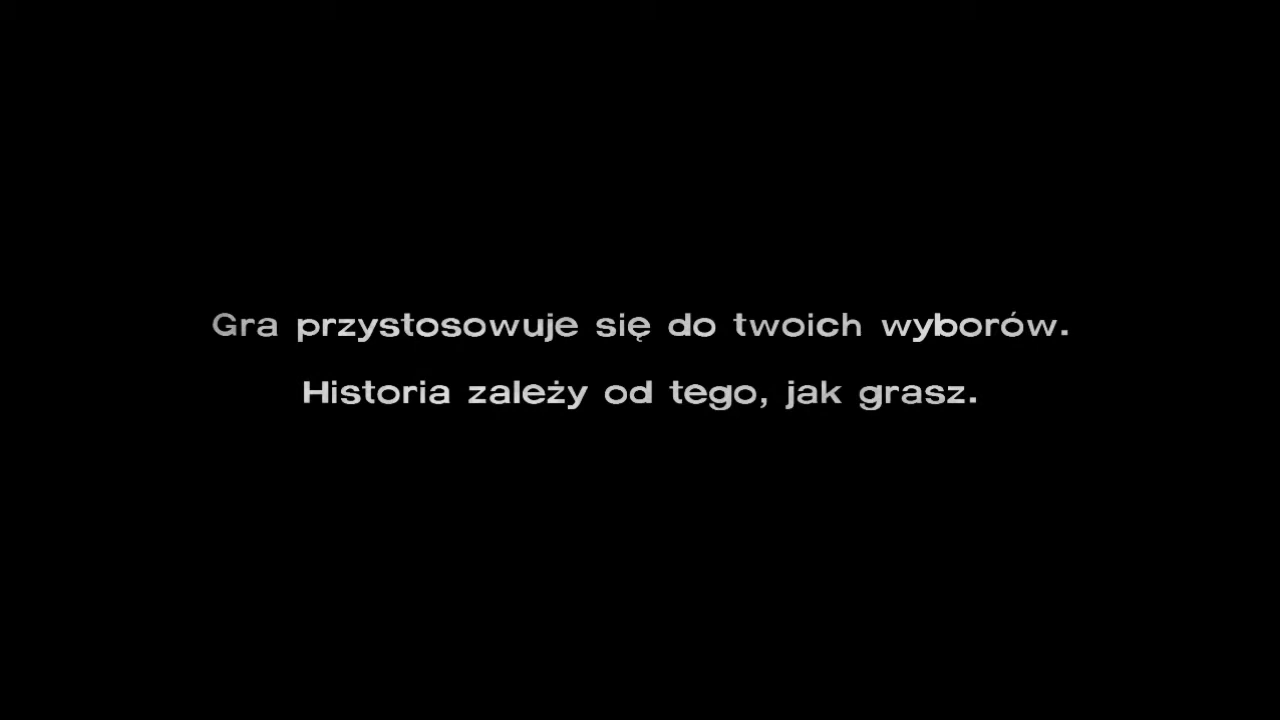 Gra przystosowuje się do twoich wyborów.
Historia zależy od tego, jak grasz.